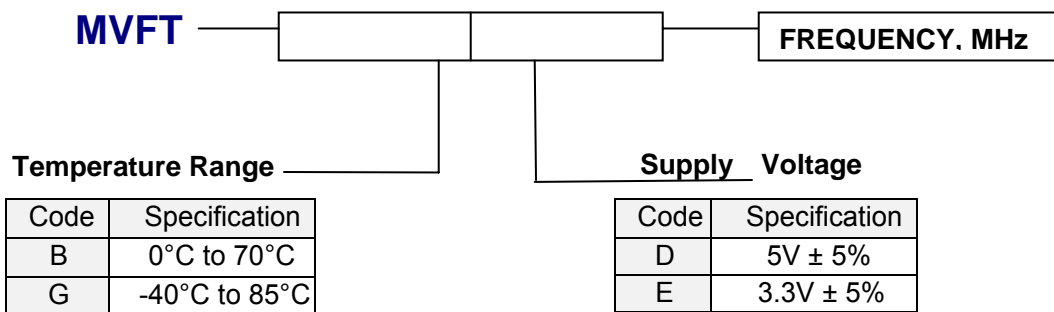 MVFT
FREQUENCY, MHz
Temperature Range
Supply Voltage
Code Specification
B 0°C to 70°C
G -40°C to 85°C
Code Specification
D 5V ± 5%
E 3.3V ± 5%